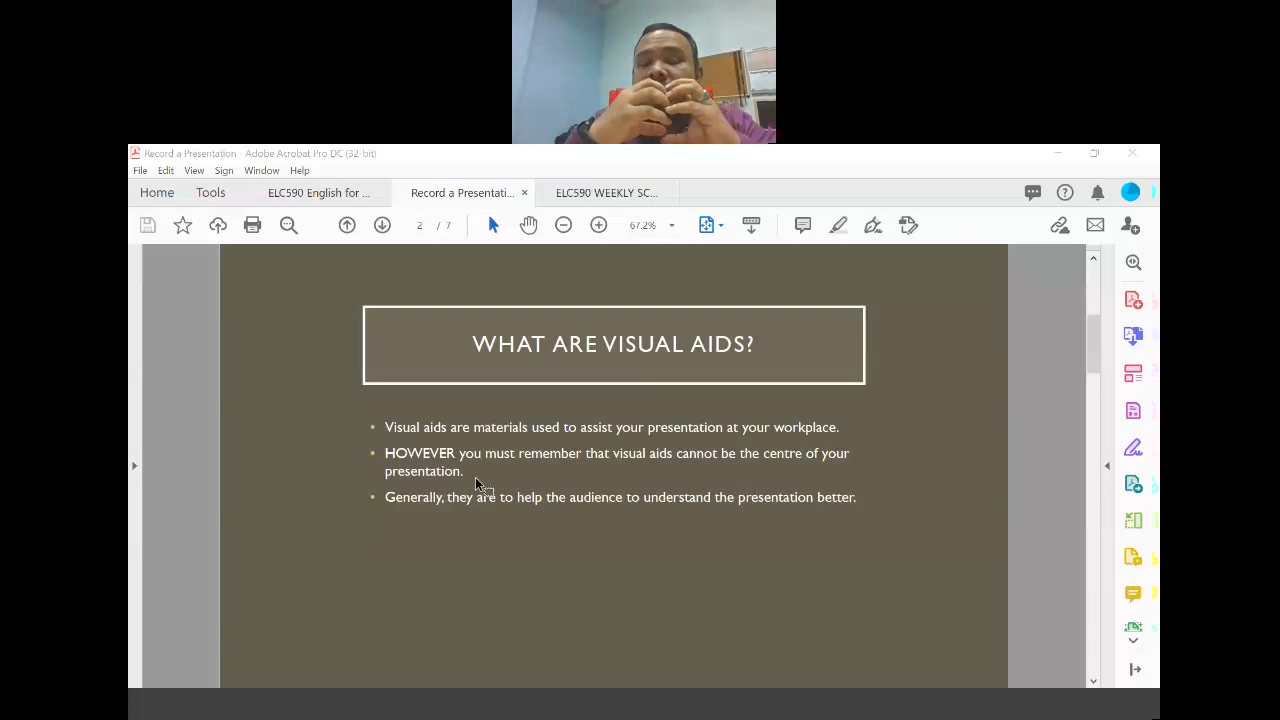 Record a Presentation - Adobe Acrobat Pro DC (32-bit)
File Edit View Sign Window Help
Home Tools ELC590 English for ... Record a Presentati... × ELC590 WEEKLY SC...
2 / 7 67.2%
WHAT ARE VISUAL AIDS?
• Visual aids are materials used to assist your presentation at your workplace.
• HOWEVER you must remember that visual aids cannot be the centre of your
presentation.
• Generally, they are to help the audience to understand the presentation better.